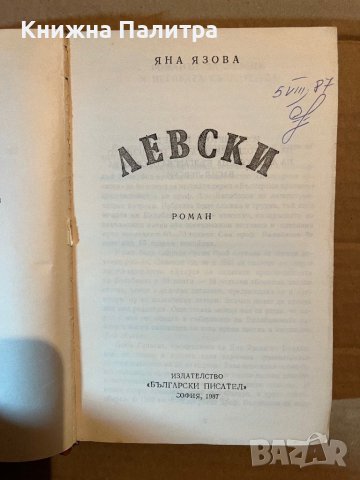 Книжна Палитра
ЯНА ЯЗОВА
5 VIII, 87
ЛЕВСКИ
РОМАН
ИЗДАТЕЛСТВО
«БЪЛГАРСКИ ПИСАТЕЛ»
СОФИЯ, 1987
BAZAR